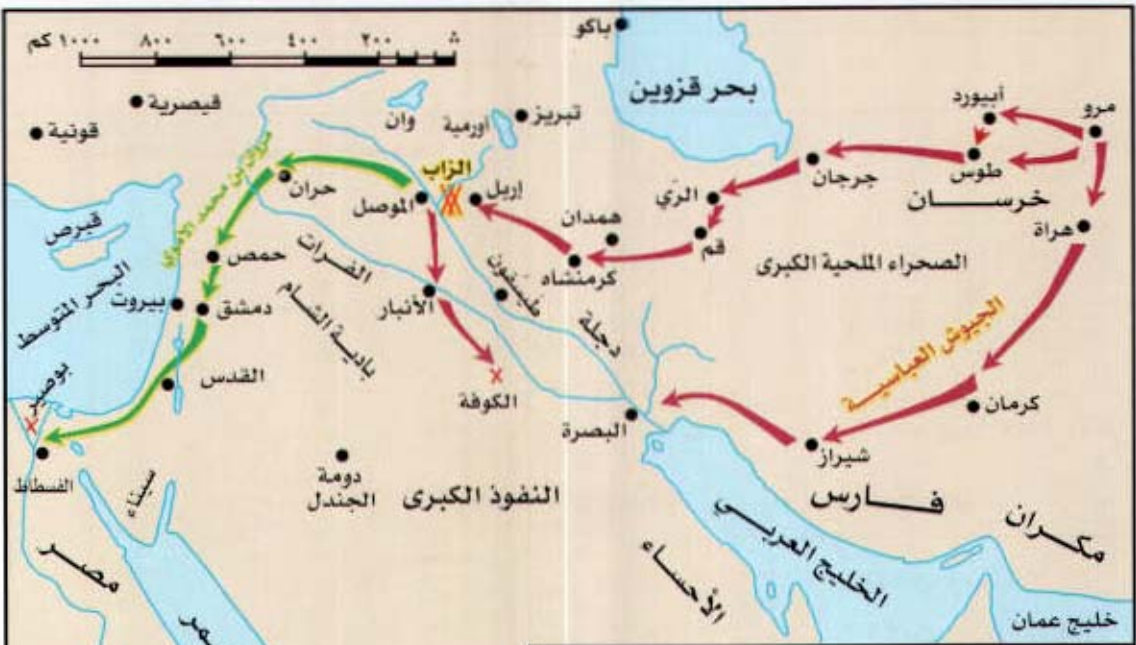 باكو
كم ١٠٠٠ ٨٠٠ ٦٠٠ ٤٠٠ ٢٠٠ ث
بحر قزوين
أبيورد
مرو
قيصرية
وان
أورمية
تبريز
قونية
الزاب
طوس
جرجان
حران
الموصل
إربل
الري
خرســـــان
مروان بن محمد الأموي
همدان
قم
هراة
قبرص
حمص
الفرات
كرمنشاه
الصحراء الملحية الكبرى
البحر المتوسط
بيروت
دمشق
الأنبار
طيسفون
دجلة
بادية الشام
الجيوش العباسية
بوصير
القدس
الكوفة
البصرة
كرمان
شيراز
الفسطاط
سيناء
دومة
الجندل
النفوذ الكبرى
فــارس
مكران
مصر
الأحساء
الخليج العربي
خليج عمان